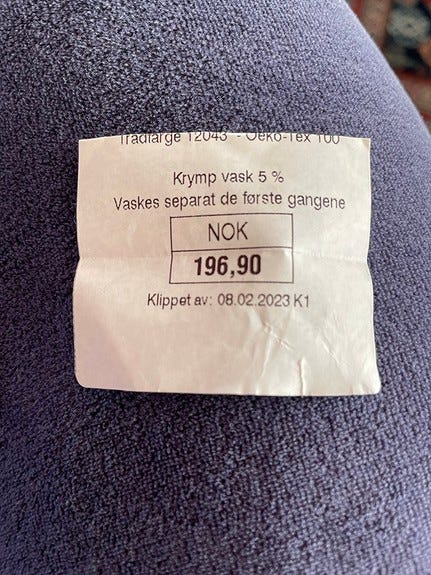 Trådfarge 12043 - Oeko-Tex 100
Krymp vask 5 %
Vaskes separat de første gangene
NOK
196,90
Klippet av: 08.02.2023 K1